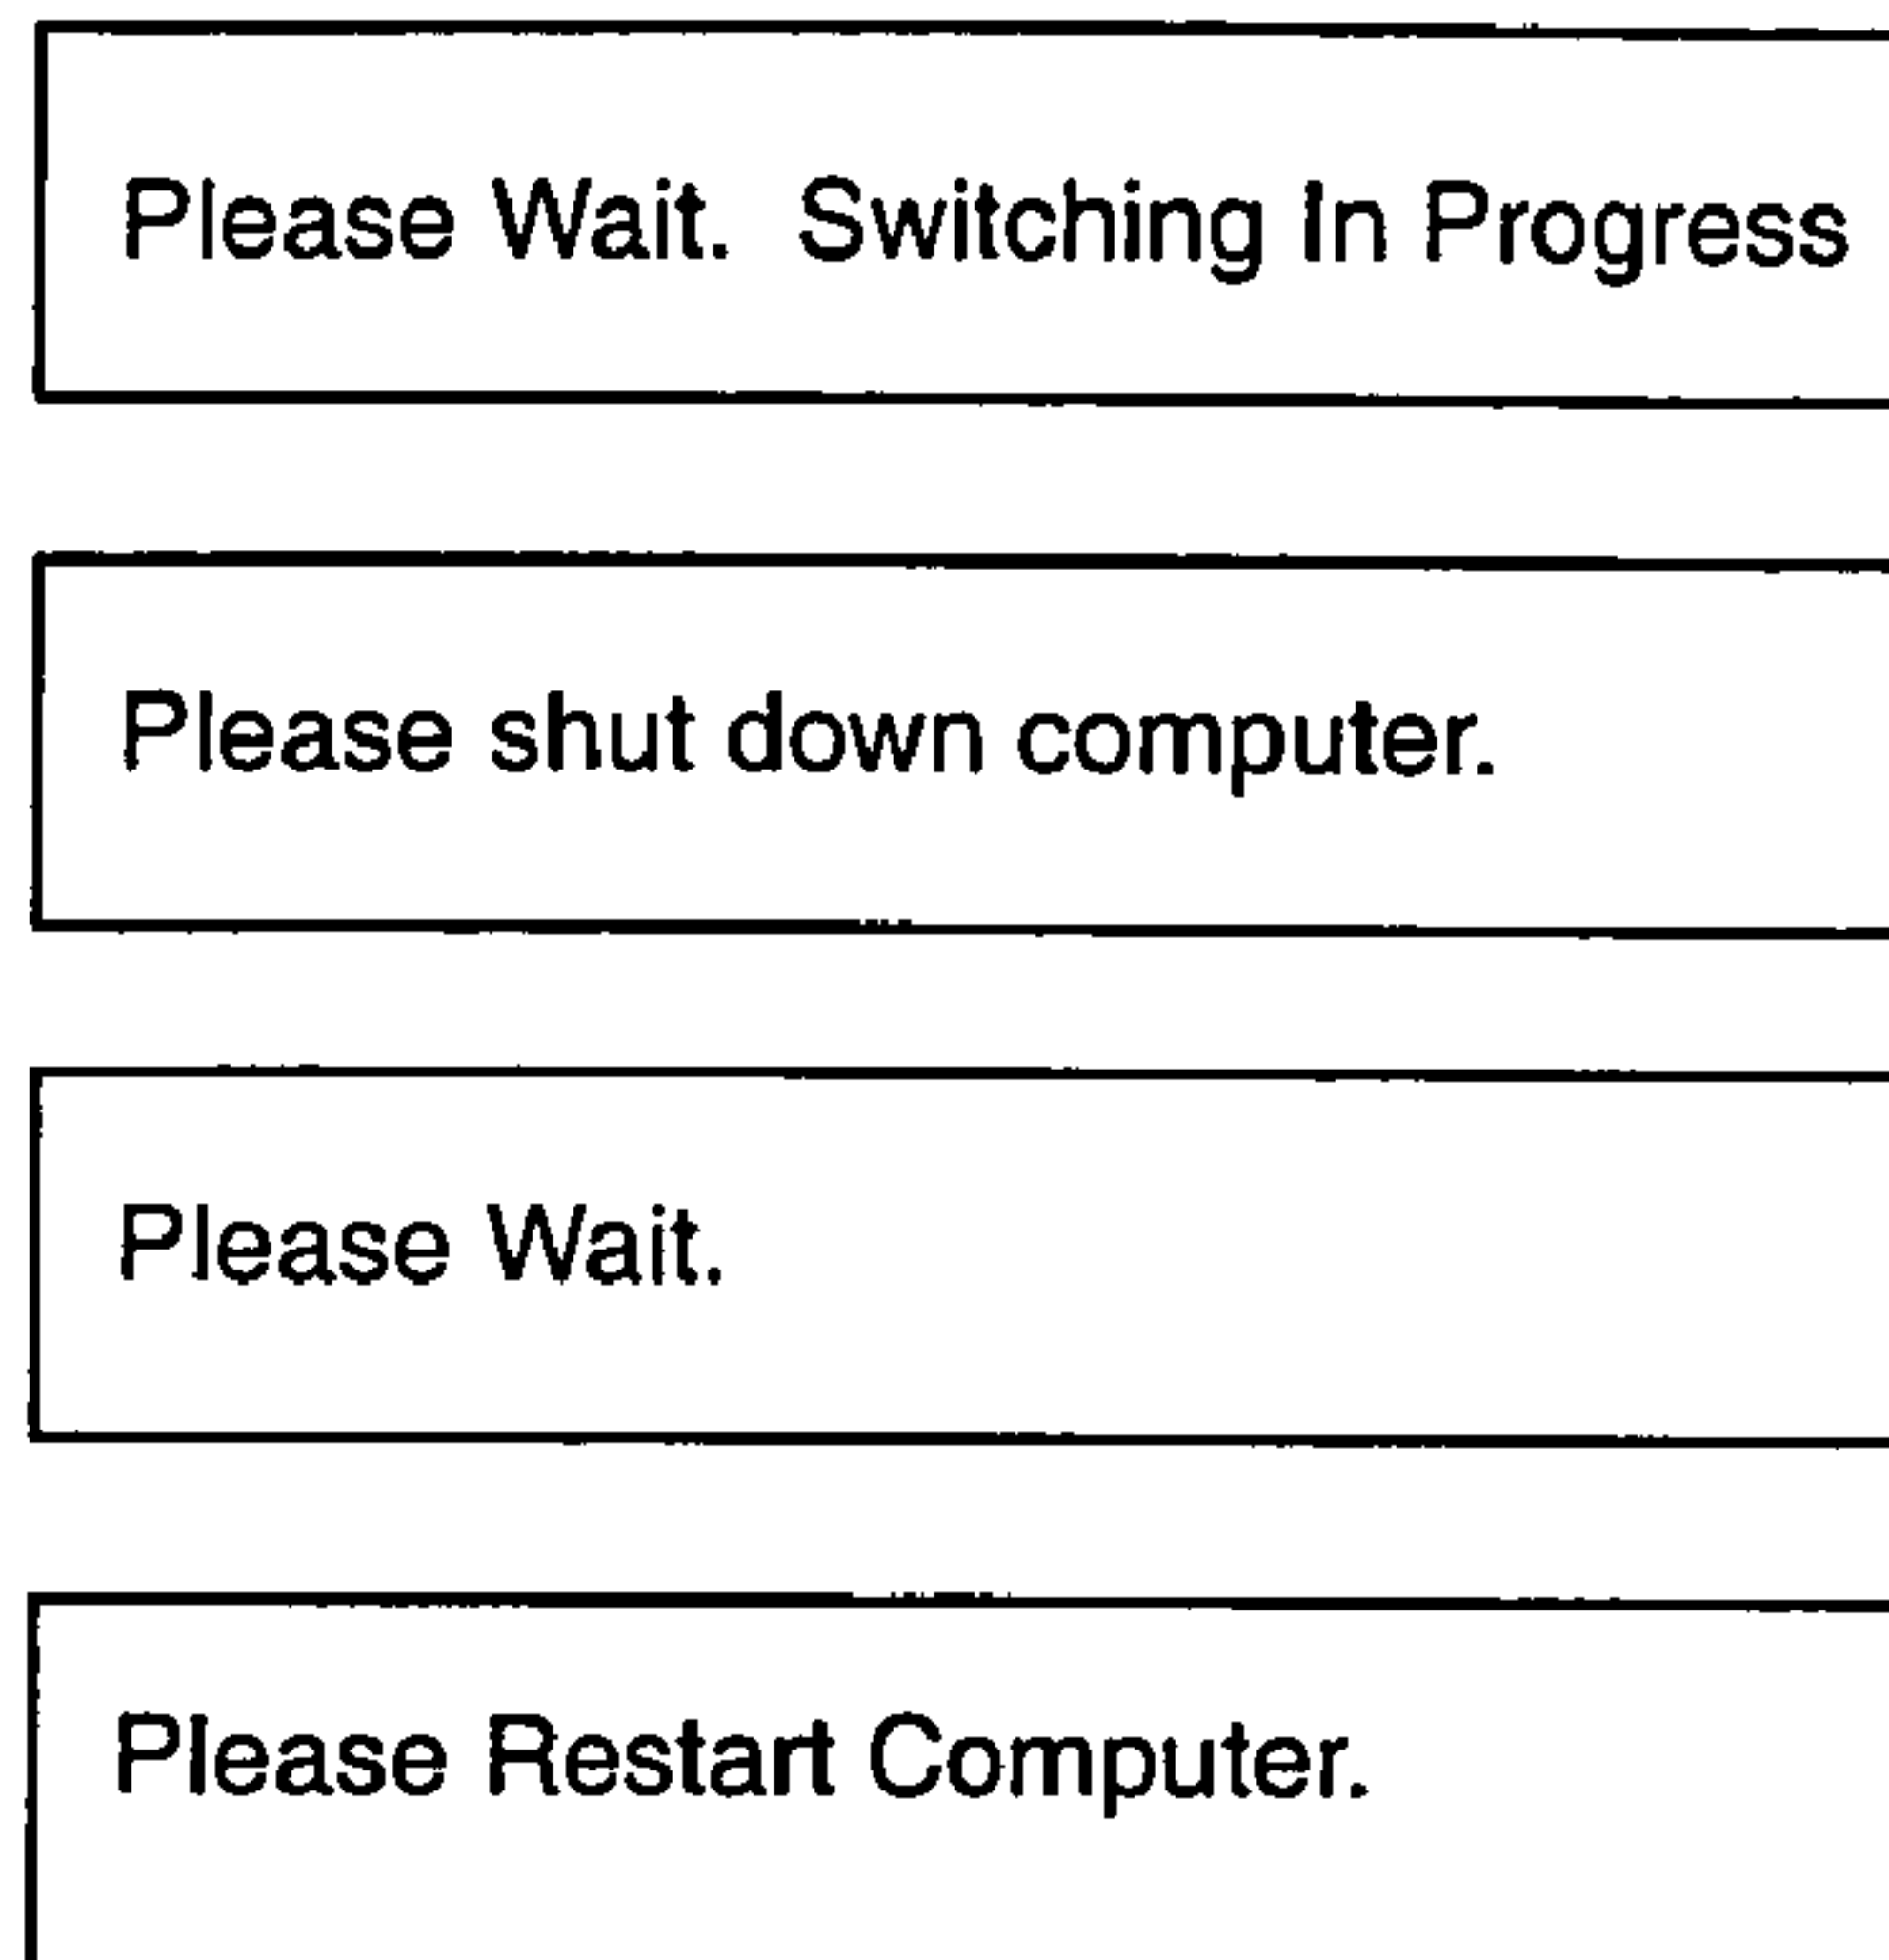 Please Wait.  Switching In Progress
Please shut down computer.
Please Wait.
Please Restart Computer.